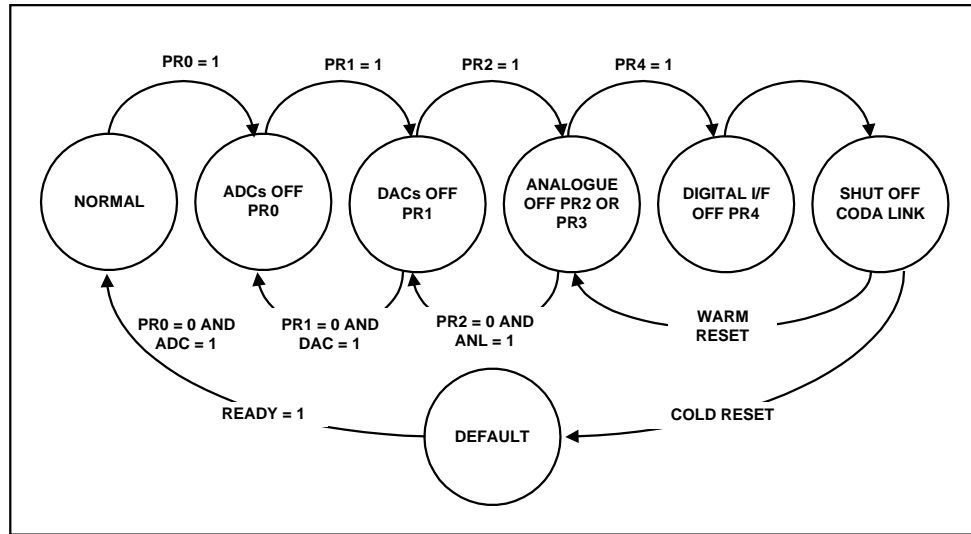 PR0 = 1
PR1 = 1
PR2 = 1
PR4 = 1
NORMAL
ADCs OFF
PR0
DACs OFF
PR1
ANALOGUE
OFF PR2 OR
PR3
DIGITAL I/F
OFF PR4
SHUT OFF
CODA LINK
PR0 = 0 AND
ADC = 1
PR1 = 0 AND
DAC = 1
PR2 = 0 AND
ANL = 1
WARM
RESET
READY = 1
DEFAULT
COLD RESET